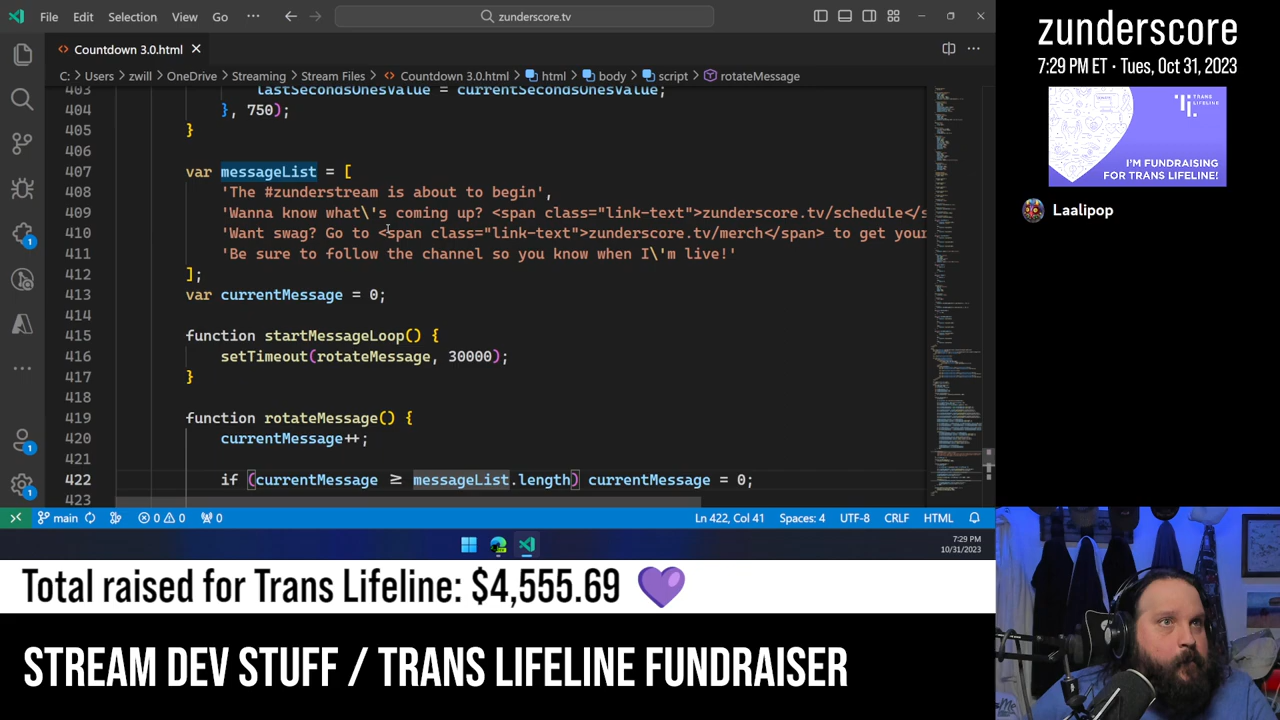 File Edit Selection View Go ··· zunderscore.tv
zunderscore
7:29 PM ET · Tues, Oct 31, 2023
Countdown 3.0.html
C: > Users > zwill > OneDrive > Streaming > Stream Files > Countdown 3.0.html > html > body > script > rotateMessage
TRANS LIFELINE
I'M FUNDRAISING
FOR TRANS LIFELINE!
Laalipop
403 lastSecondsOnesValue = currentSecondsOnesValue;
404 }, 750);
405 }
406
407 var messageList = [
408 'The #zunderstream is about to begin',
409 'Wanna know what\'s coming up? <span class="link-text">zunderscore.tv/schedule</s
410 'Want swag? Go to <span class="link-text">zunderscore.tv/merch</span> to get your
411 'Be sure to follow the channel so you know when I\'m live!'
412 ];
413 var currentMessage = 0;
414
415 function startMessageLoop() {
416 setTimeout(rotateMessage, 30000);
417 }
418
419 function rotateMessage() {
420 currentMessage++;
421
422 (currentMessage ≥ messageList.length) currentMessage = 0;
423
main 0 0 0 Ln 422, Col 41 Spaces: 4 UTF-8 CRLF HTML
7:29 PM
10/31/2023
Total raised for Trans Lifeline: $4,555.69 💜
STREAM DEV STUFF / TRANS LIFELINE FUNDRAISER